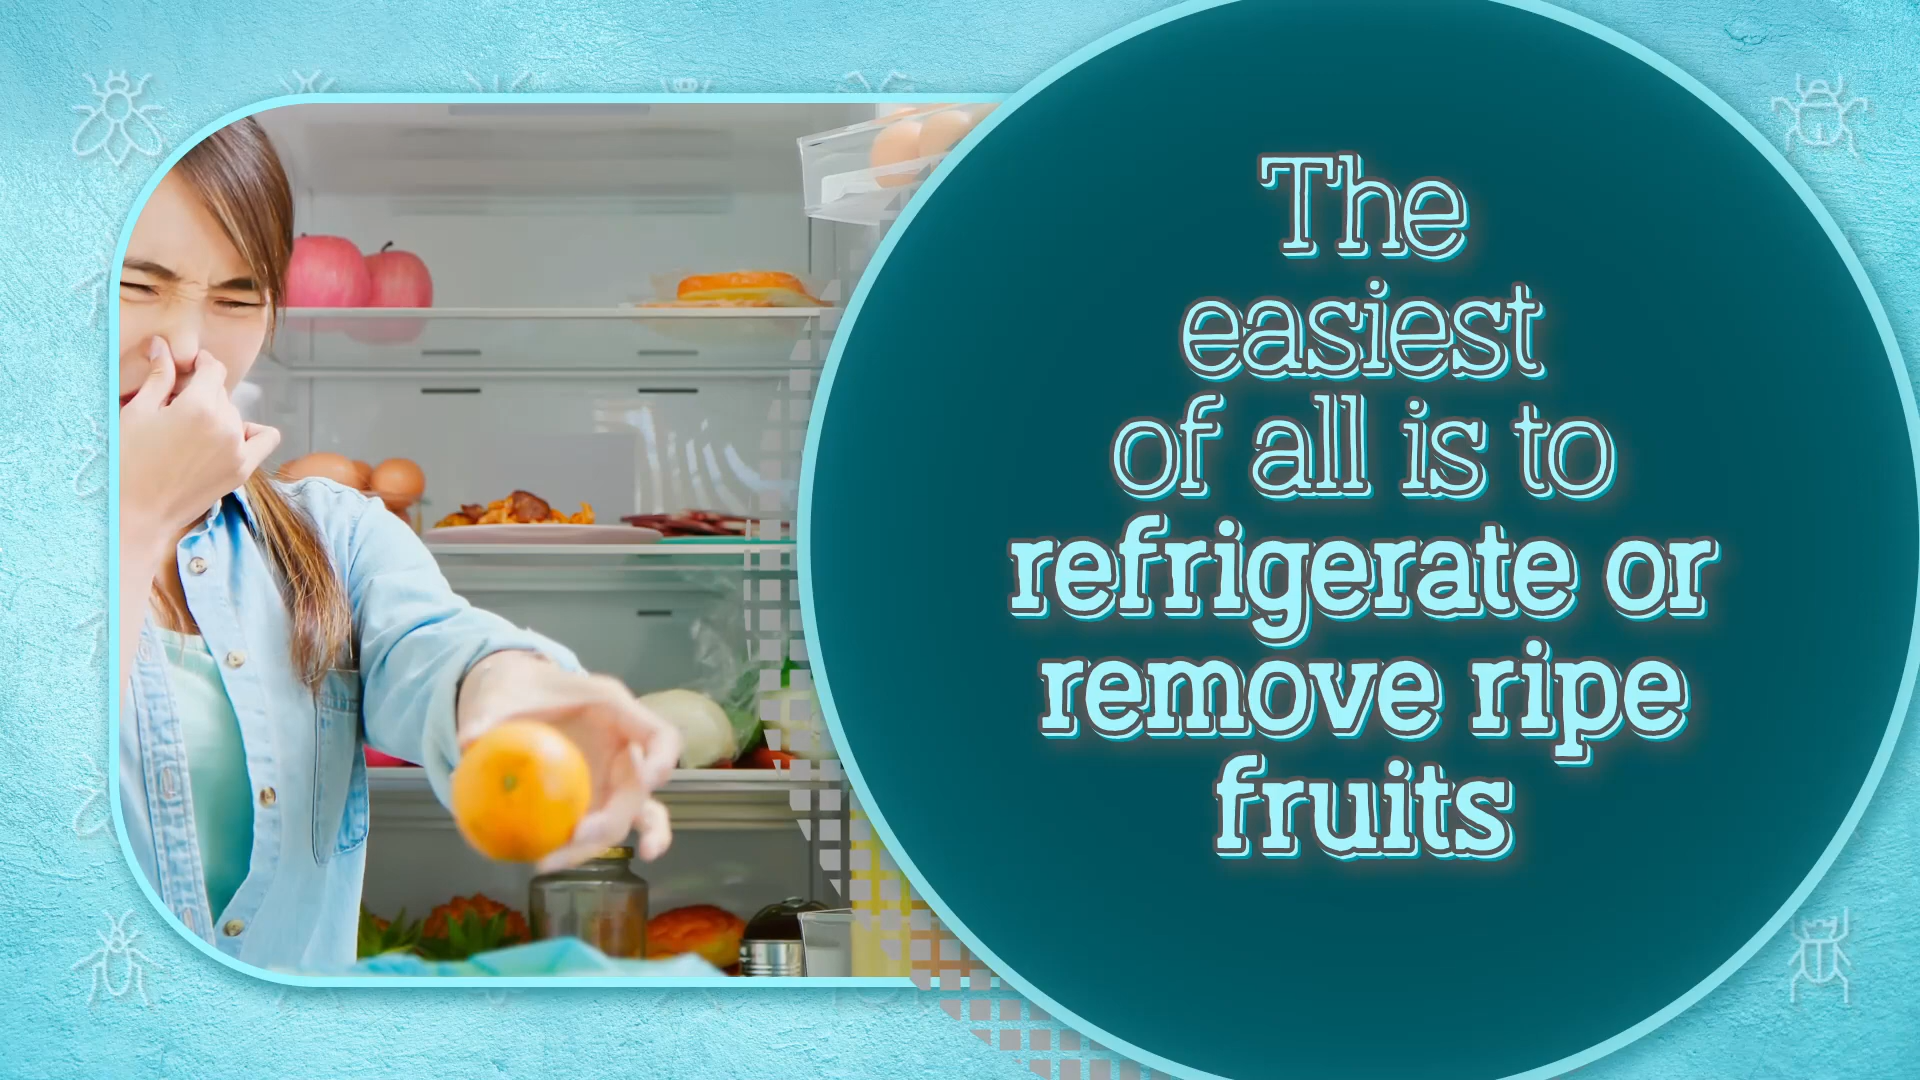 The
easiest
of all is to
refrigerate or
remove ripe
fruits